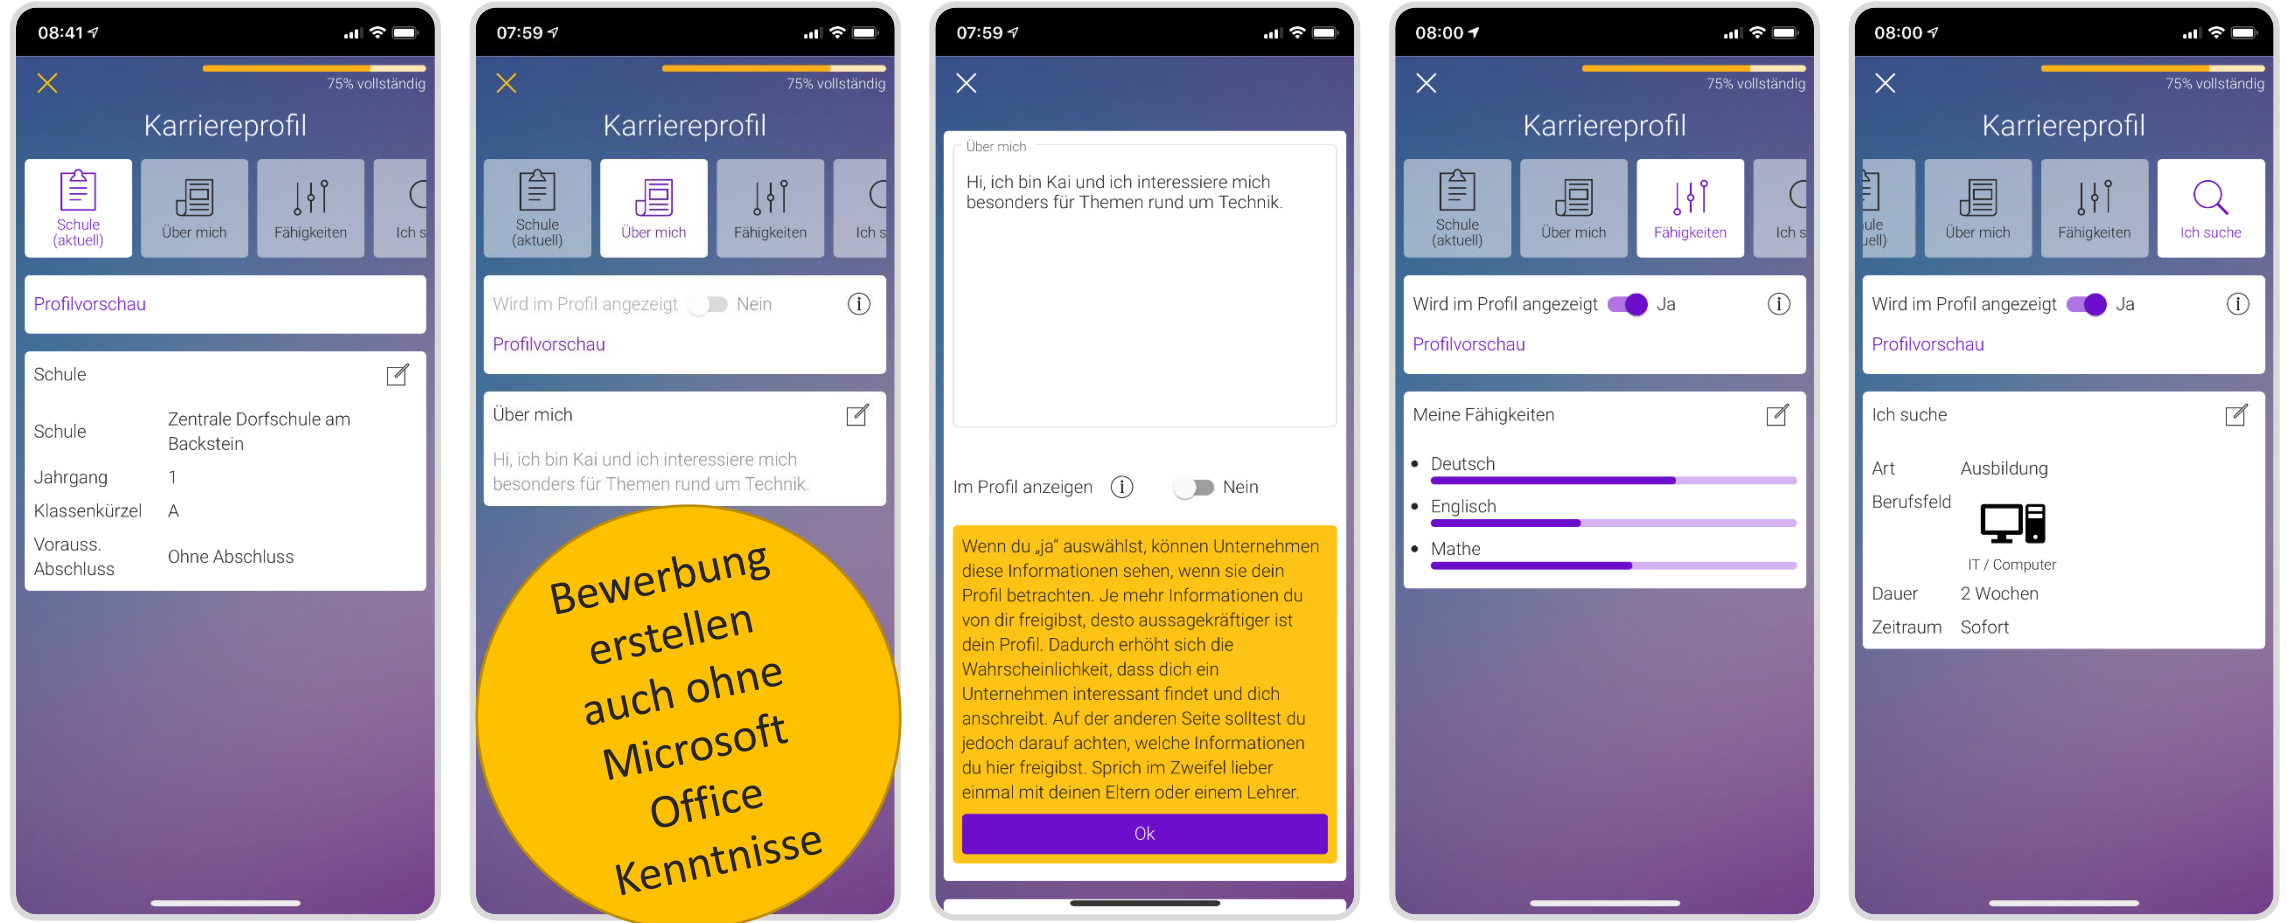 08:41
75% vollständig
Karriereprofil
Schule
(aktuell)
Über mich
Fähigkeiten
Ich s
Profilvorschau
Schule
Schule
Zentrale Dorfschule am
Backstein
Jahrgang 1
Klassenkürzel A
Vorauss.
Abschluss
Ohne Abschluss
07:59
75% vollständig
Karriereprofil
Schule
(aktuell)
Über mich
Fähigkeiten
Ich s
Wird im Profil angezeigt Nein
Profilvorschau
Über mich
Hi, ich bin Kai und ich interessiere mich
besonders für Themen rund um Technik.
Bewerbung
erstellen
auch ohne
Microsoft
Office
Kenntnisse
07:59
Über mich
Hi, ich bin Kai und ich interessiere mich
besonders für Themen rund um Technik.
Im Profil anzeigen Nein
Wenn du „ja“ auswählst, können Unternehmen
diese Informationen sehen, wenn sie dein
Profil betrachten. Je mehr Informationen du
von dir freigibst, desto aussagekräftiger ist
dein Profil. Dadurch erhöht sich die
Wahrscheinlichkeit, dass dich ein
Unternehmen interessant findet und dich
anschreibt. Auf der anderen Seite solltest du
jedoch darauf achten, welche Informationen
du hier freigibst. Sprich im Zweifel lieber
einmal mit deinen Eltern oder einem Lehrer.
Ok
08:00
75% vollständig
Karriereprofil
Schule
(aktuell)
Über mich
Fähigkeiten
Ich s
Wird im Profil angezeigt Ja
Profilvorschau
Meine Fähigkeiten
Deutsch
Englisch
Mathe
08:00
75% vollständig
Karriereprofil
ule
uell)
Über mich
Fähigkeiten
Ich suche
Wird im Profil angezeigt Ja
Profilvorschau
Ich suche
Art Ausbildung
Berufsfeld
IT / Computer
Dauer 2 Wochen
Zeitraum Sofort